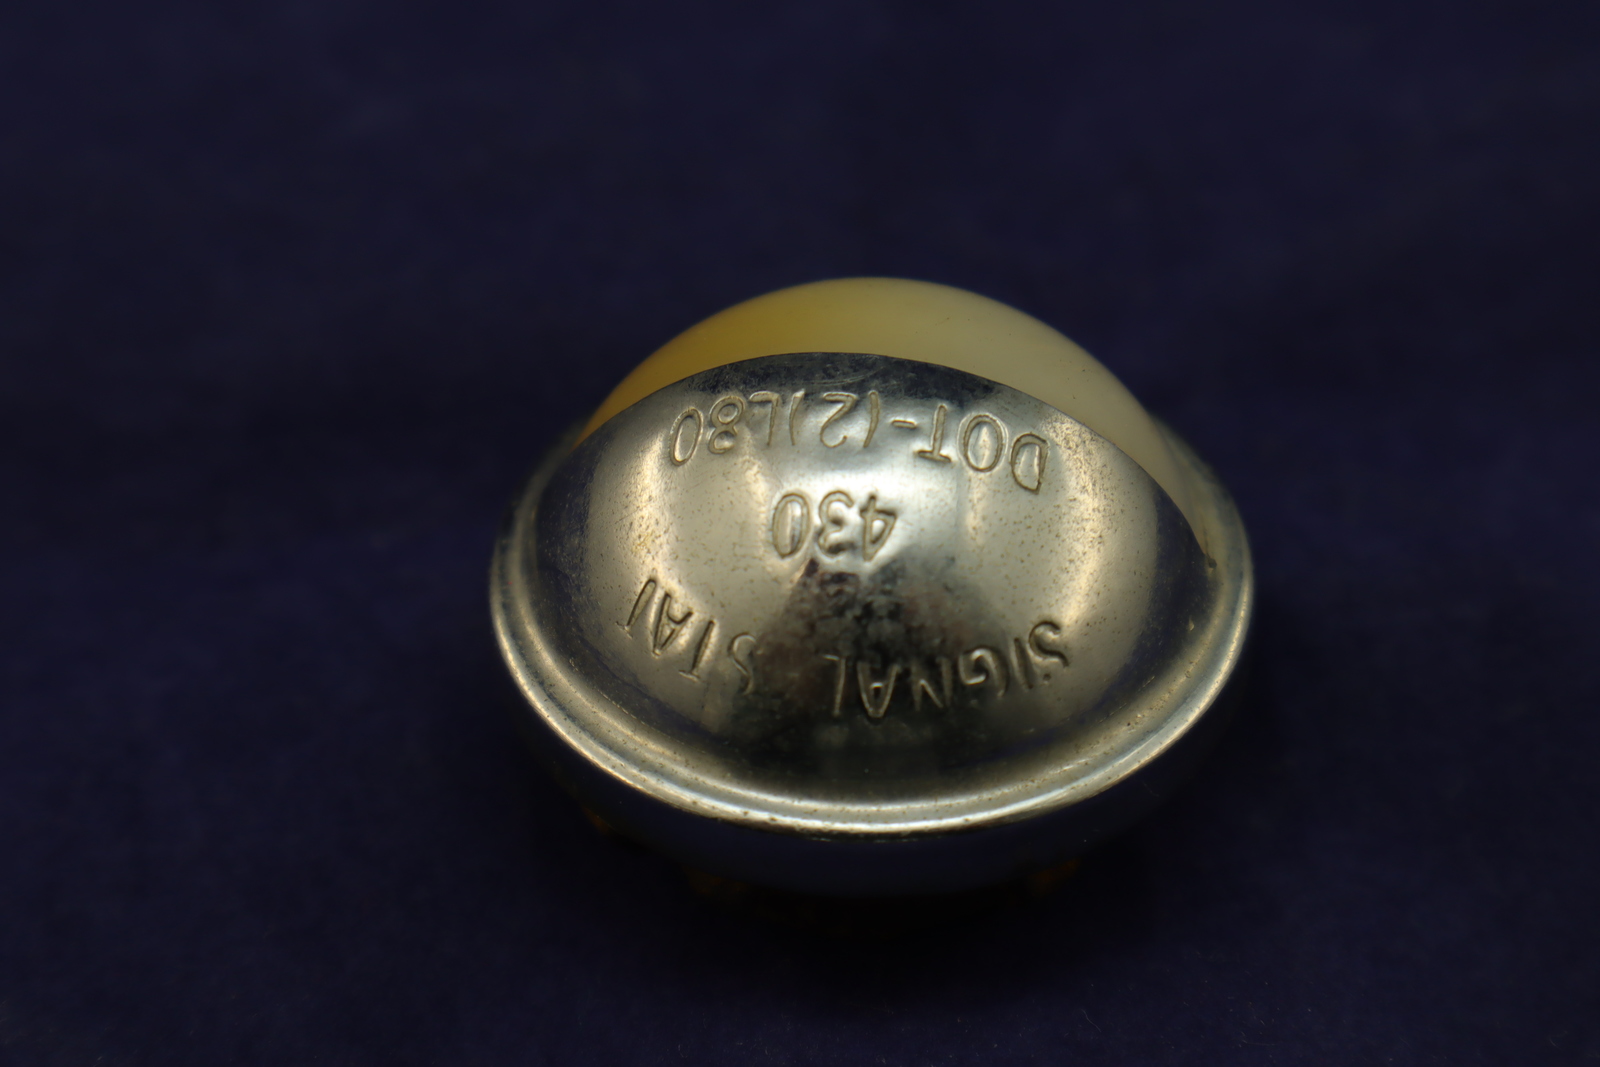 SIGNAL STAT
430
DOT-(2)L80